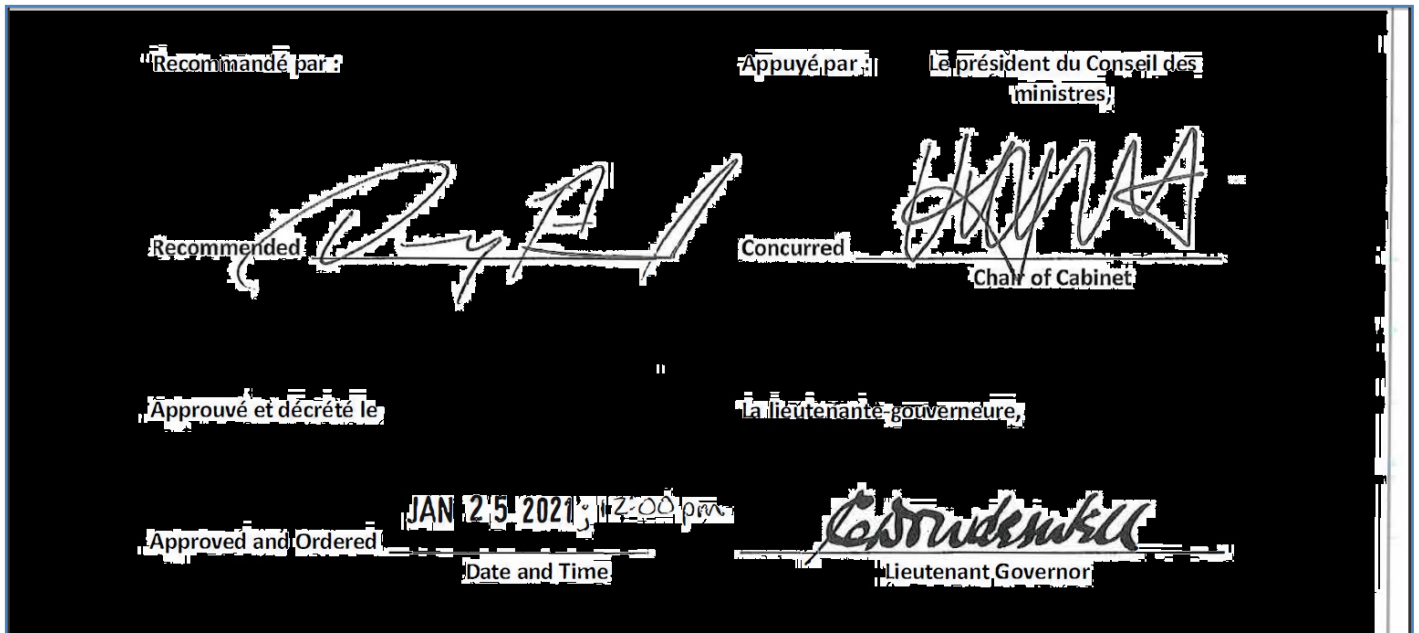 Recommandé par :
Appuyé par : Le président du Conseil des
ministres,
Recommended
Concurred
Chair of Cabinet
Approuvé et décrété le
La lieutenante-gouverneure,
JAN 25 2021; 12:00 pm
Approved and Ordered
Date and Time
Lieutenant Governor